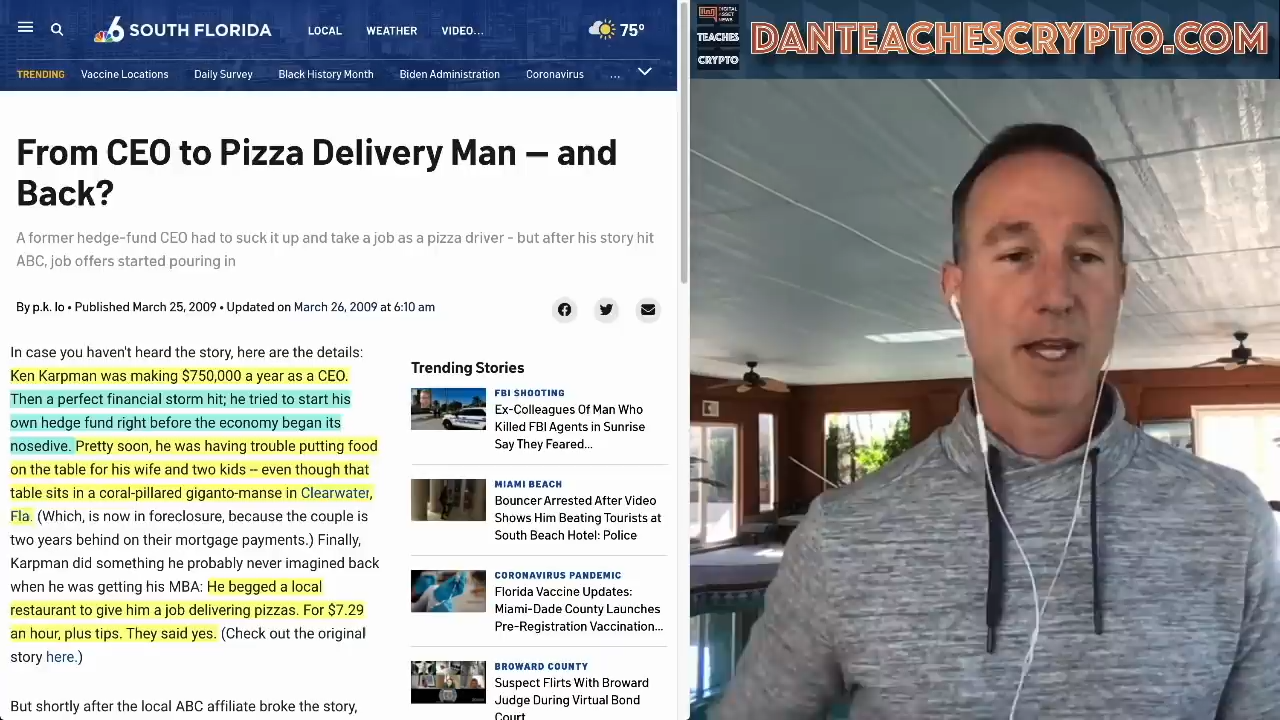 6 SOUTH FLORIDA
LOCAL WEATHER VIDEO...
75º
TRENDING Vaccine Locations Daily Survey Black History Month Biden Administration Coronavirus ...
From CEO to Pizza Delivery Man — and
Back?
A former hedge-fund CEO had to suck it up and take a job as a pizza driver - but after his story hit
ABC, job offers started pouring in
By p.k. lo • Published March 25, 2009 • Updated on March 26, 2009 at 6:10 am
In case you haven't heard the story, here are the details:
Ken Karpman was making $750,000 a year as a CEO.
Then a perfect financial storm hit; he tried to start his
own hedge fund right before the economy began its
nosedive. Pretty soon, he was having trouble putting food
on the table for his wife and two kids -- even though that
table sits in a coral-pillared giganto-manse in Clearwater,
Fla. (Which, is now in foreclosure, because the couple is
two years behind on their mortgage payments.) Finally,
Karpman did something he probably never imagined back
when he was getting his MBA: He begged a local
restaurant to give him a job delivering pizzas. For $7.29
an hour, plus tips. They said yes. (Check out the original
story here.)
But shortly after the local ABC affiliate broke the story,
Trending Stories
FBI SHOOTING
Ex-Colleagues Of Man Who
Killed FBI Agents in Sunrise
Say They Feared...
MIAMI BEACH
Bouncer Arrested After Video
Shows Him Beating Tourists at
South Beach Hotel: Police
CORONAVIRUS PANDEMIC
Florida Vaccine Updates:
Miami-Dade County Launches
Pre-Registration Vaccination...
BROWARD COUNTY
Suspect Flirts With Broward
Judge During Virtual Bond
Court
DIGITAL
ASSET
NEWS
TEACHES
CRYPTO
DANTEACHESCRYPTO.COM